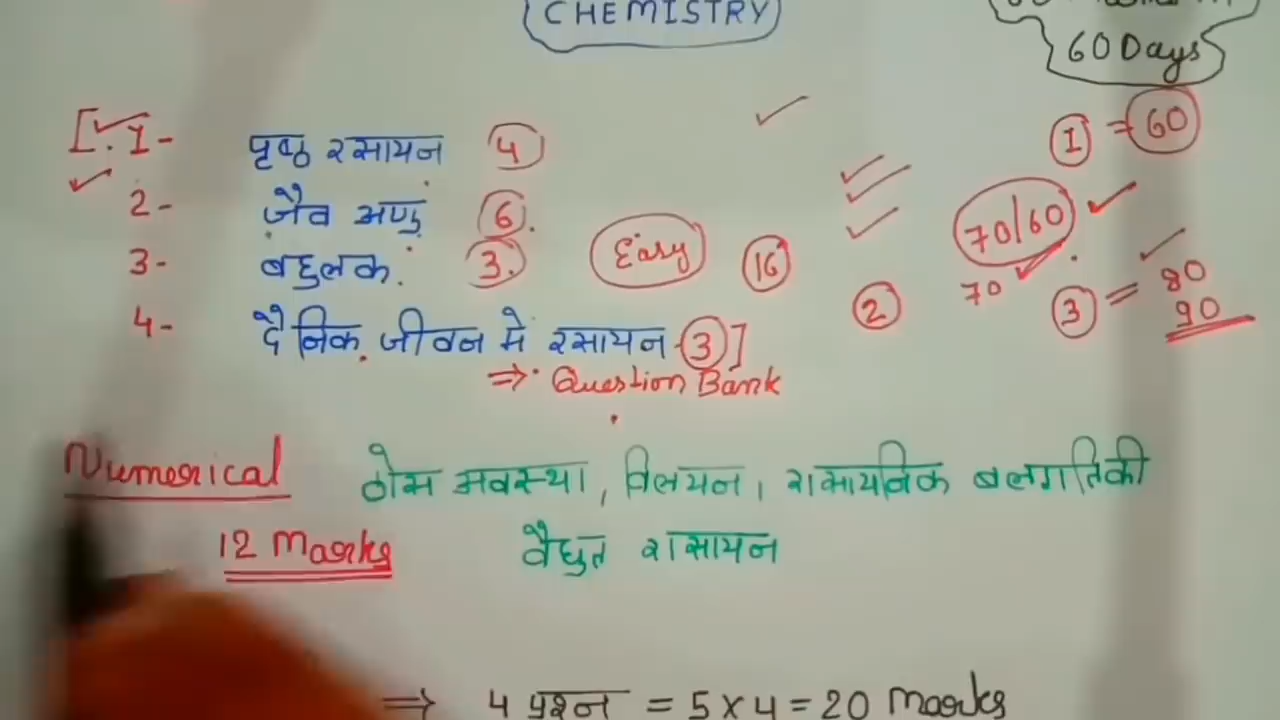 CHEMISTRY
60 Days
1- पृष्ठ रसायन 4
① = 60
2- जैव अणु 6
70/60
3- बहुलक 3 Easy 16
70
② ③ = 80
90
4- दैनिक जीवन मे रसायन 3]
⇒ Question Bank
Numerical ठोस अवस्था, विलयन, रासायनिक बलगतिकी
12 Marks वैधुत रासायन
⇒ 4 प्रश्न = 5 x 4 = 20 Marks